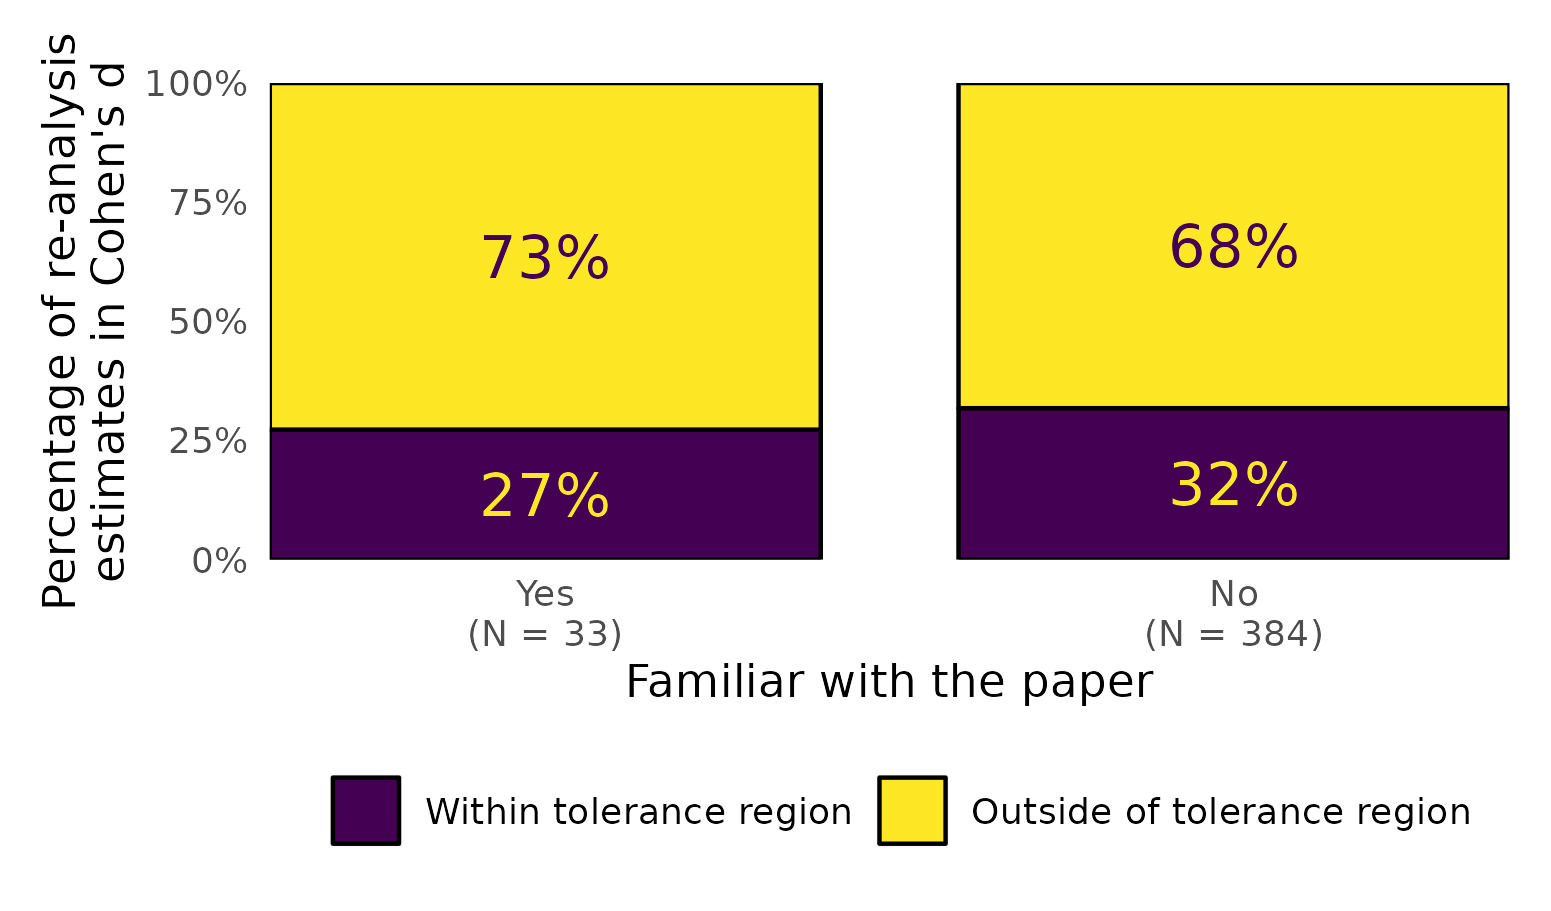 Percentage of re-analysis
estimates in Cohen's d
100%
75%
50%
25%
0%
73%
27%
68%
32%
Yes
(N = 33)
No
(N = 384)
Familiar with the paper
Within tolerance region
Outside of tolerance region